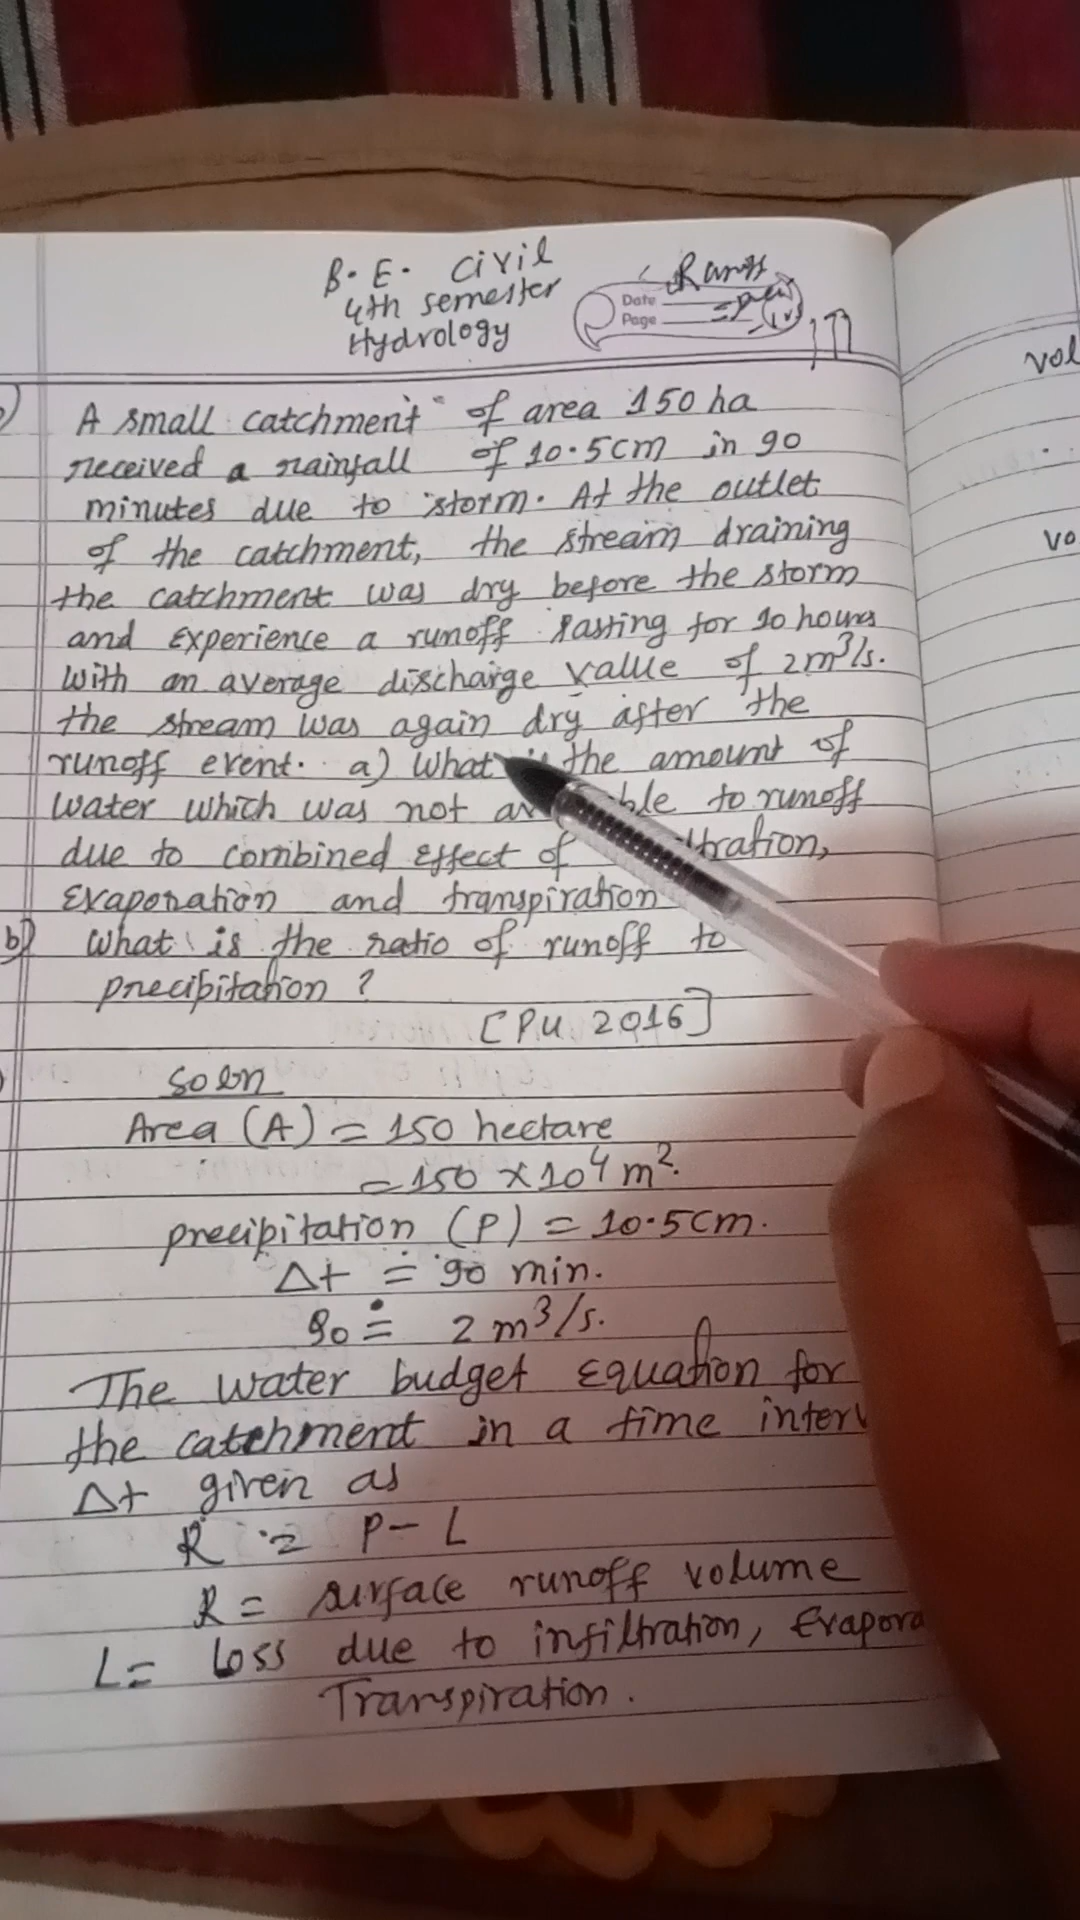 B.E. Civil
4th semester
Hydrology
Date
Page
A small catchment of area 150 ha
received a rainfall of 10.5cm in 90
minutes due to storm. At the outlet
of the catchment, the stream draining
the catchment was dry before the storm
and experience a runoff lasting for 10 hours
with an average discharge value of 2m³/s.
the stream was again dry after the
runoff event. a) What the amount of
water which was not to runoff
due to combined effect of
evaporation and transpiration
b) What is the ratio of runoff to
precipitation ?
[PU 2016]
Soln
Area (A) = 150 hectare
= 150 × 10⁴ m².
precipitation (P) = 10.5cm.
Δt = 90 min.
= 2 m³/s.
The water budget equation for
the catchment in a time
Δt given as
R = P - L
R = surface runoff volume
L = Loss due to infiltration,
Transpiration.
vol
vo